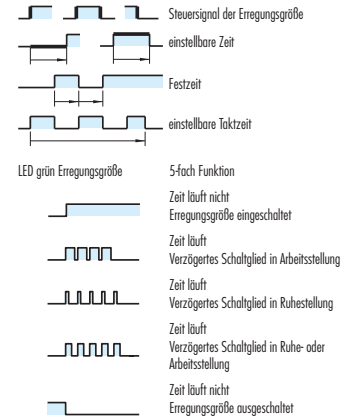 Steuersignal der Erregungsgröße
einstellbare Zeit
Festzeit
einstellbare Taktzeit
LED grün Erregungsgröße
5-fach Funktion
Zeit läuft nicht
Erregungsgröße eingeschaltet
Zeit läuft
Verzögertes Schaltglied in Arbeitsstellung
Zeit läuft
Verzögertes Schaltglied in Ruhestellung
Zeit läuft
Verzögertes Schaltglied in Ruhe- oder
Arbeitsstellung
Zeit läuft nicht
Erregungsgröße ausgeschaltet